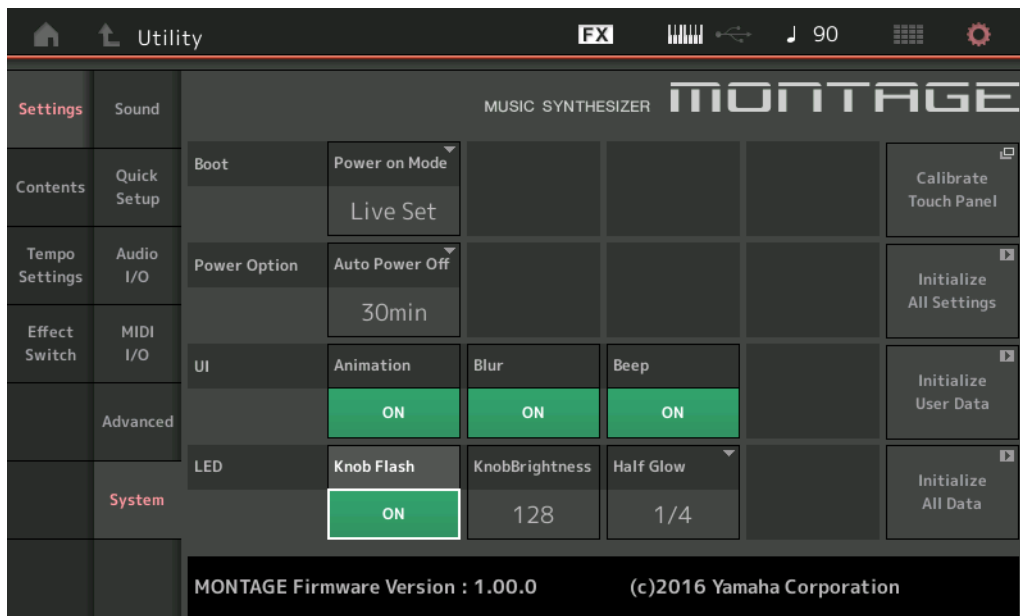 Utility FX 90
MUSIC SYNTHESIZER MONTAGE
Settings Sound
Contents Quick Setup
Tempo Settings Audio I/O
Effect Switch MIDI I/O
Advanced
System
Boot Power on Mode
Live Set
Calibrate
Touch Panel
Power Option Auto Power Off
30min
Initialize
All Settings
UI Animation Blur Beep
ON ON ON
Initialize
User Data
LED Knob Flash KnobBrightness Half Glow
ON 128 1/4
Initialize
All Data
MONTAGE Firmware Version : 1.00.0 (c)2016 Yamaha Corporation